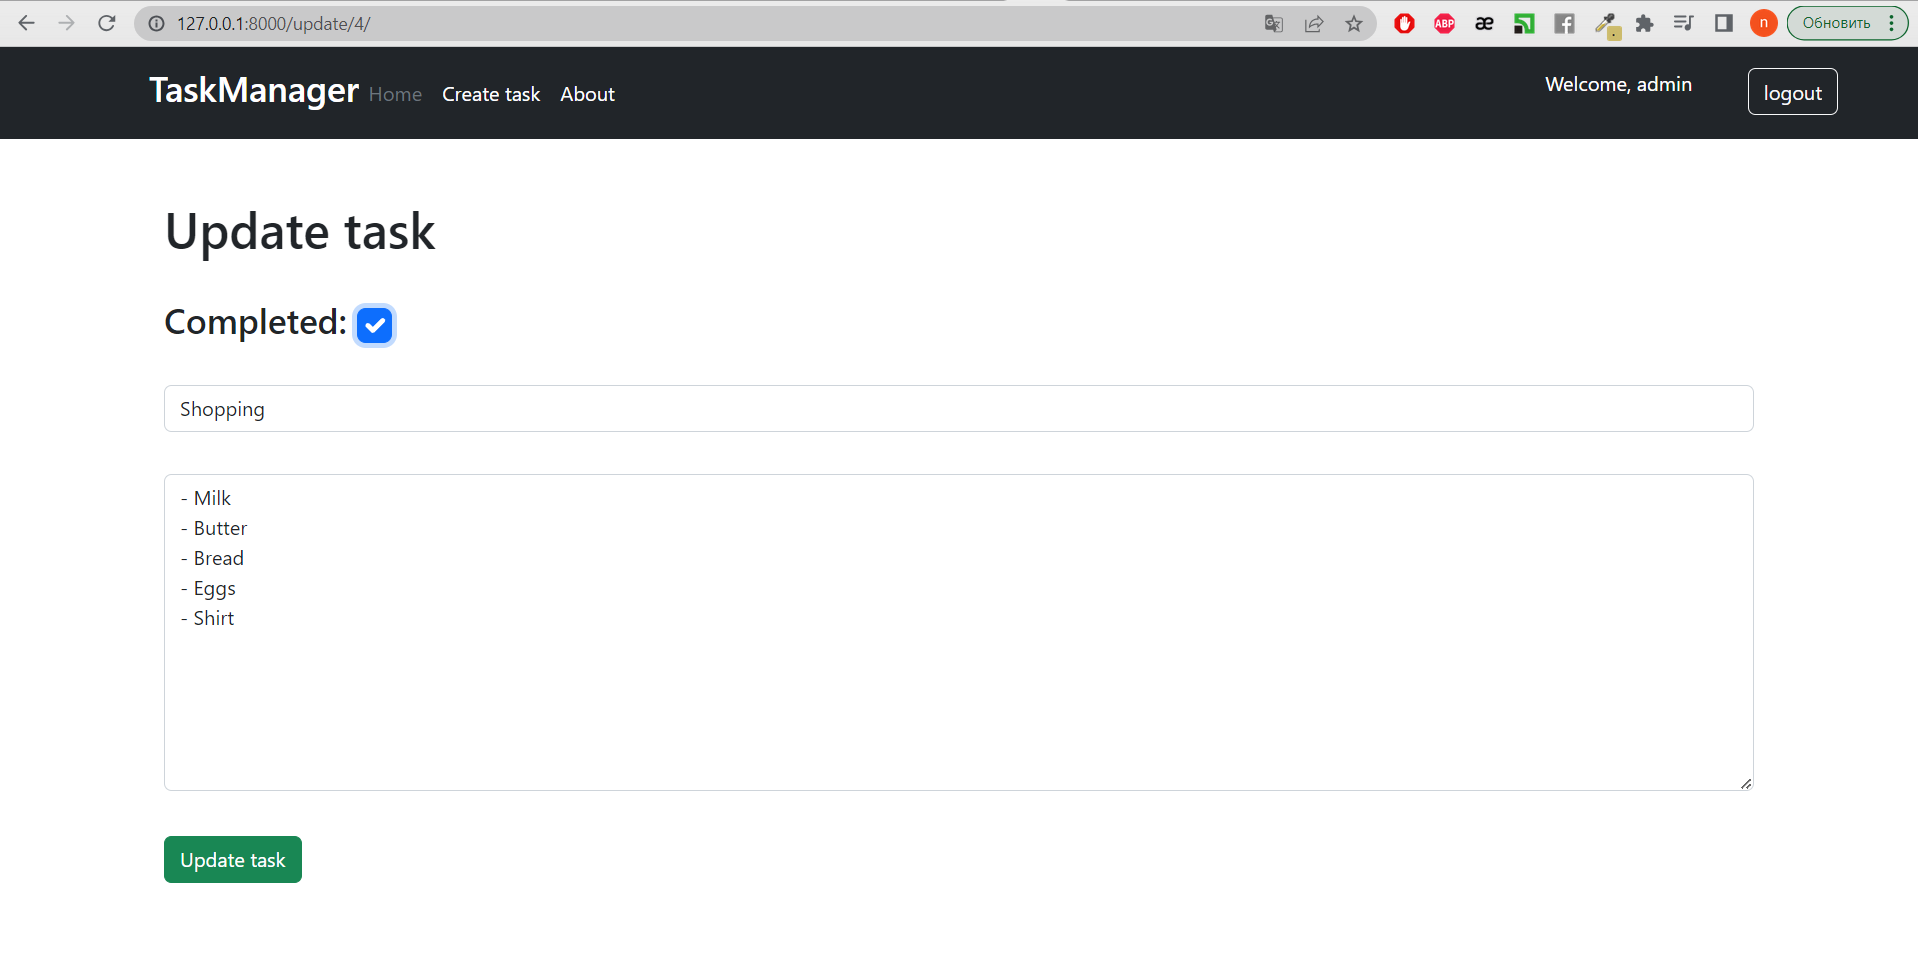 127.0.0.1:8000/update/4/
ABP
æ
n
Обновить
TaskManager Home Create task About
Welcome, admin
logout
Update task
Completed:
Shopping
- Milk
- Butter
- Bread
- Eggs
- Shirt
Update task